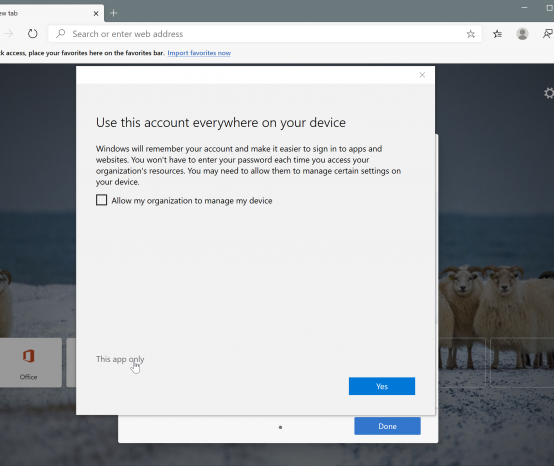 ew tab
Search or enter web address
ck access, place your favorites here on the favorites bar. Import favorites now
Use this account everywhere on your device
Windows will remember your account and make it easier to sign in to apps and
websites. You won't have to enter your password each time you access your
organization's resources. You may need to allow them to manage certain settings on
your device.
Allow my organization to manage my device
This app only
Office
Yes
Done